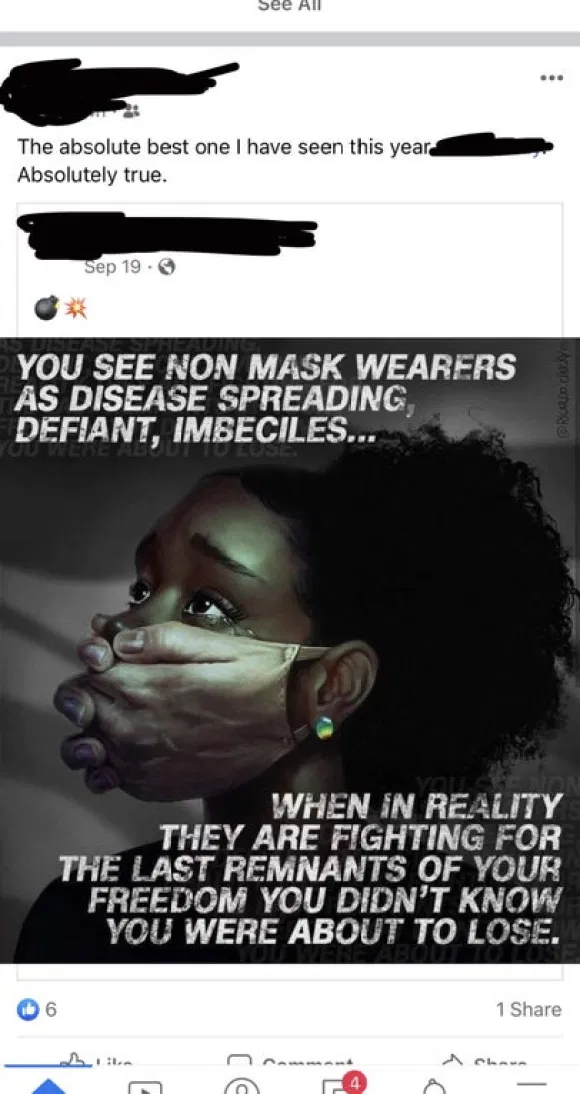 See All
The absolute best one I have seen this year
Absolutely true.
Sep 19 ·
YOU SEE NON MASK WEARERS
AS DISEASE SPREADING,
DEFIANT, IMBECILES...
WHEN IN REALITY
THEY ARE FIGHTING FOR
THE LAST REMNANTS OF YOUR
FREEDOM YOU DIDN'T KNOW
YOU WERE ABOUT TO LOSE.
6
1 Share
Like
Comment
Share
4